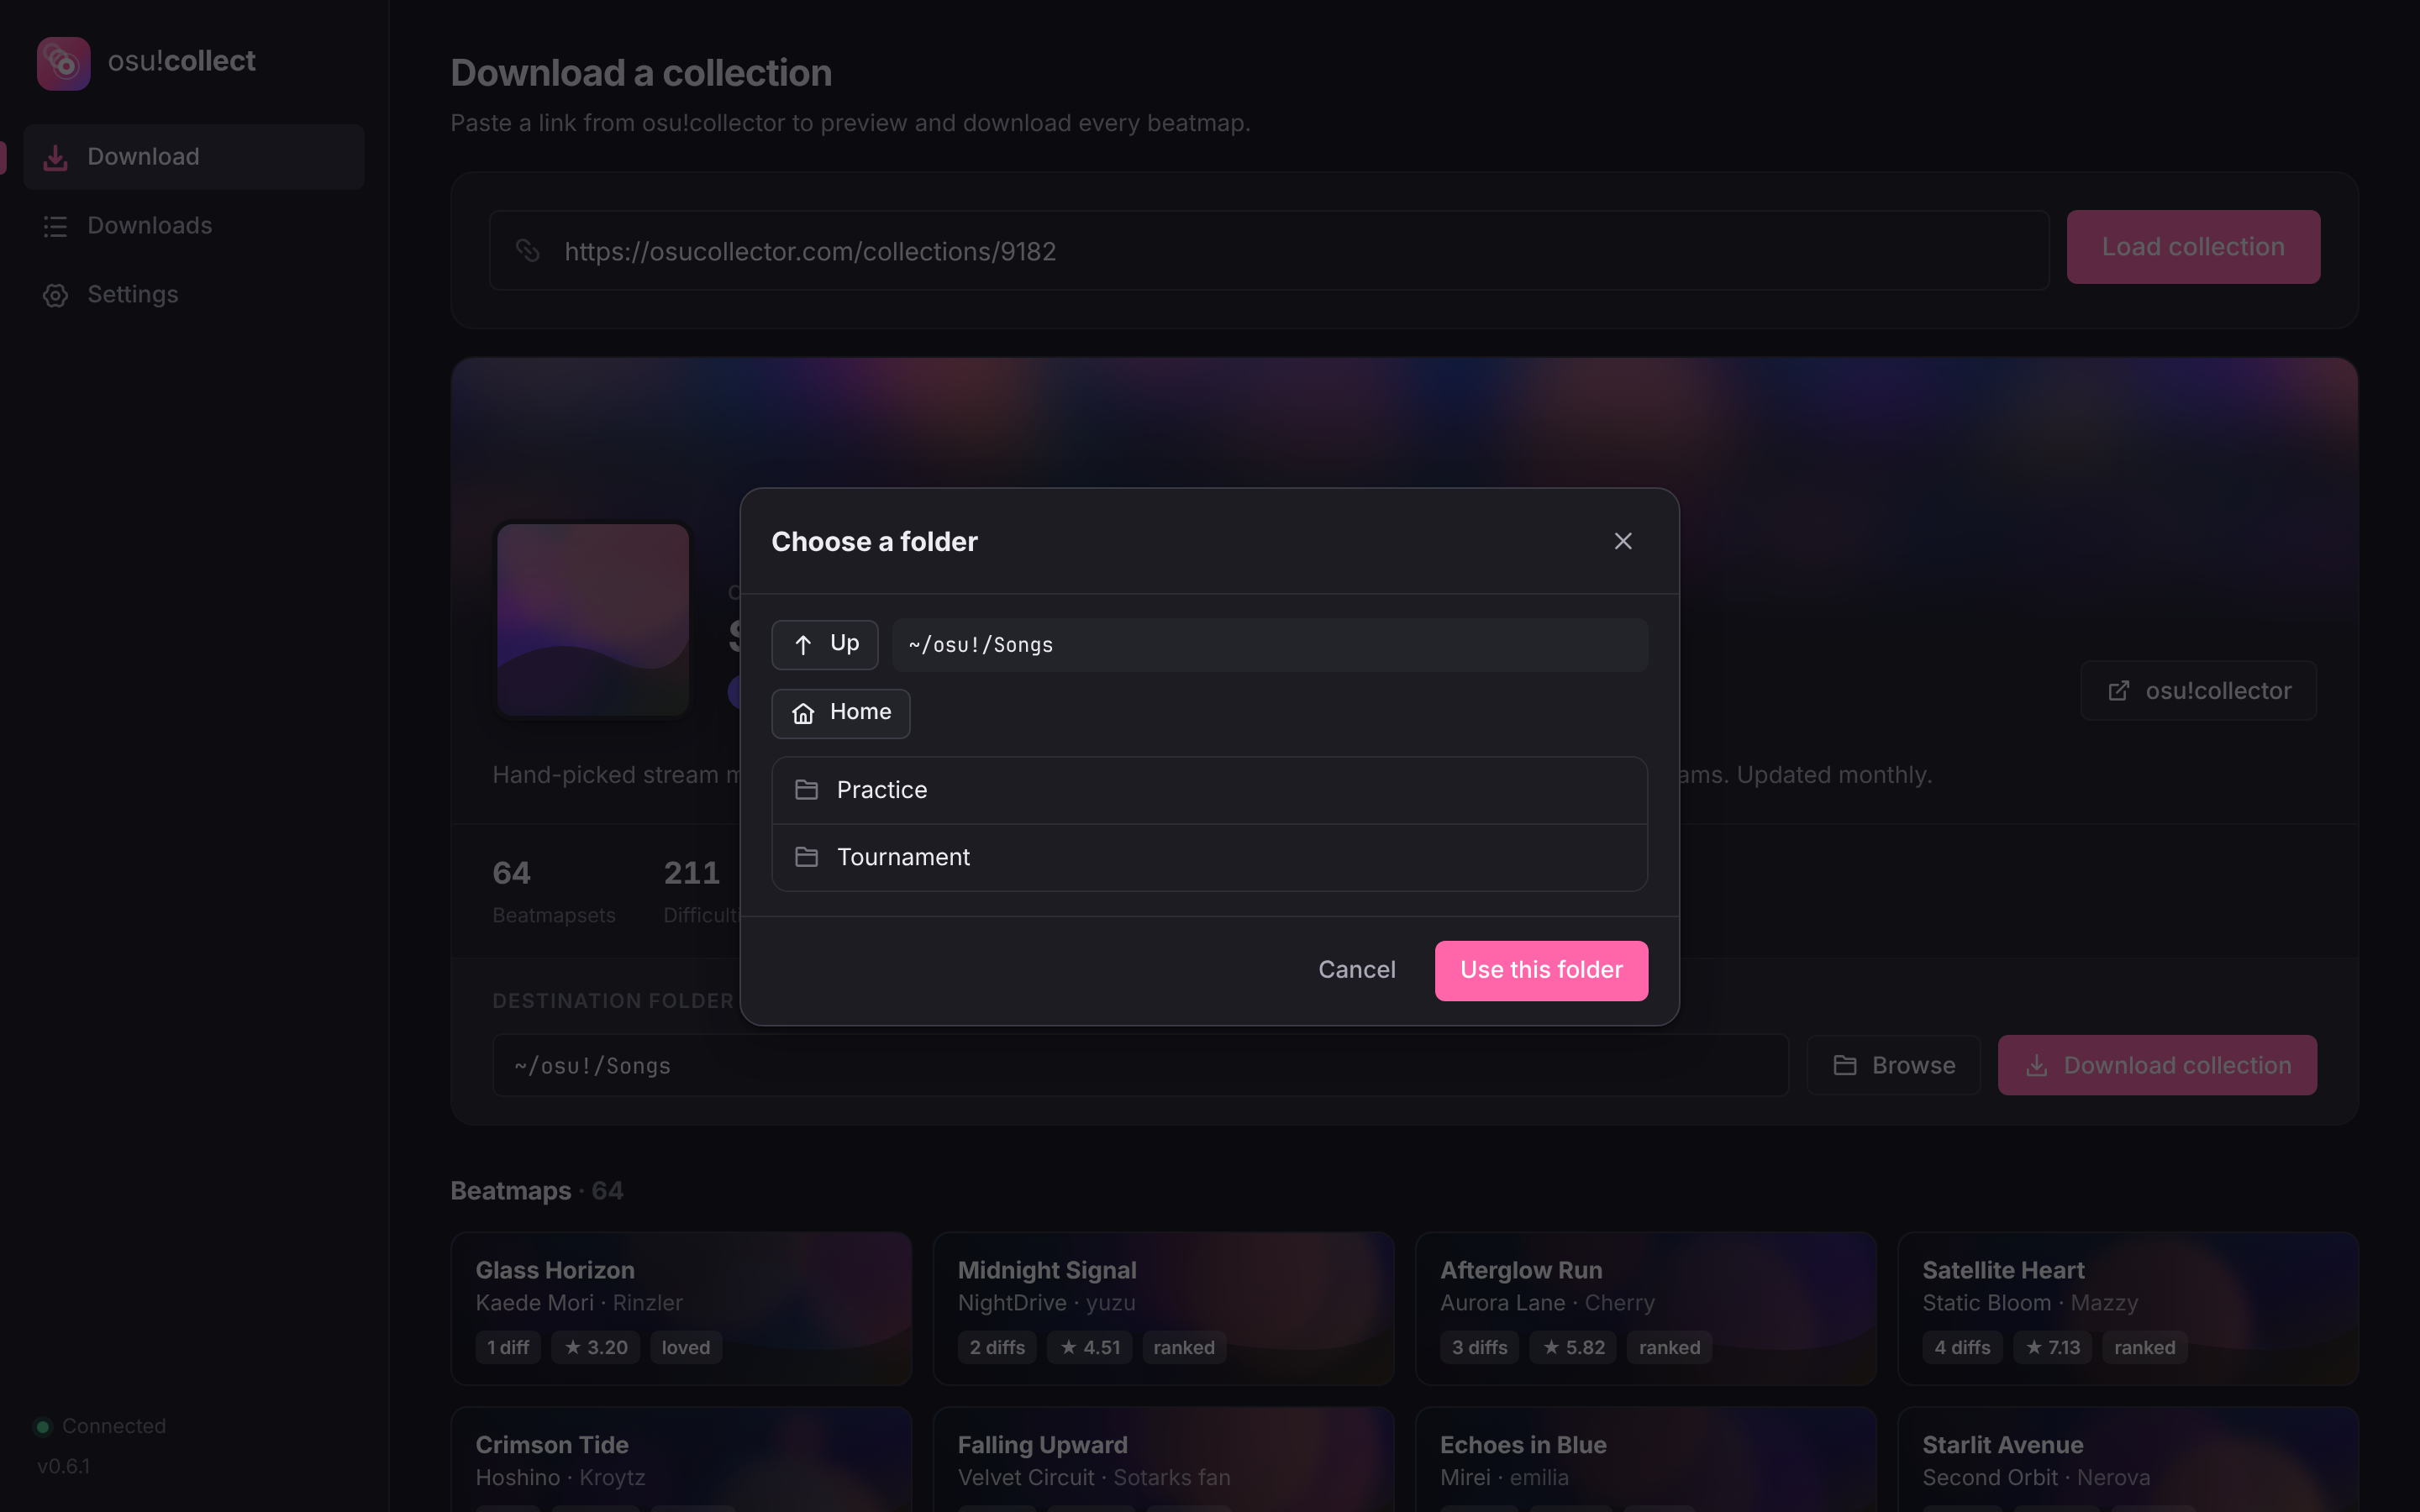 osu!collect
Download
Downloads
Settings
Connected
v0.6.1
Download a collection
Paste a link from osu!collector to preview and download every beatmap.
https://osucollector.com/collections/9182
Load collection
osu!collector
Hand-picked stream
ams. Updated monthly.
64
Beatmapsets
211
DESTINATION FOLDER
~/osu!/Songs
Browse
Download collection
Choose a folder
Up
~/osu!/Songs
Home
Practice
Tournament
Cancel
Use this folder
Beatmaps · 64
Glass Horizon
Kaede Mori · Rinzler
1 diff ★ 3.20 loved
Midnight Signal
NightDrive · yuzu
2 diffs ★ 4.51 ranked
Afterglow Run
Aurora Lane · Cherry
3 diffs ★ 5.82 ranked
Satellite Heart
Static Bloom · Mazzy
4 diffs ★ 7.13 ranked
Crimson Tide
Hoshino · Kroytz
Falling Upward
Velvet Circuit · Sotarks fan
Echoes in Blue
Mirei · emilia
Starlit Avenue
Second Orbit · Nerova